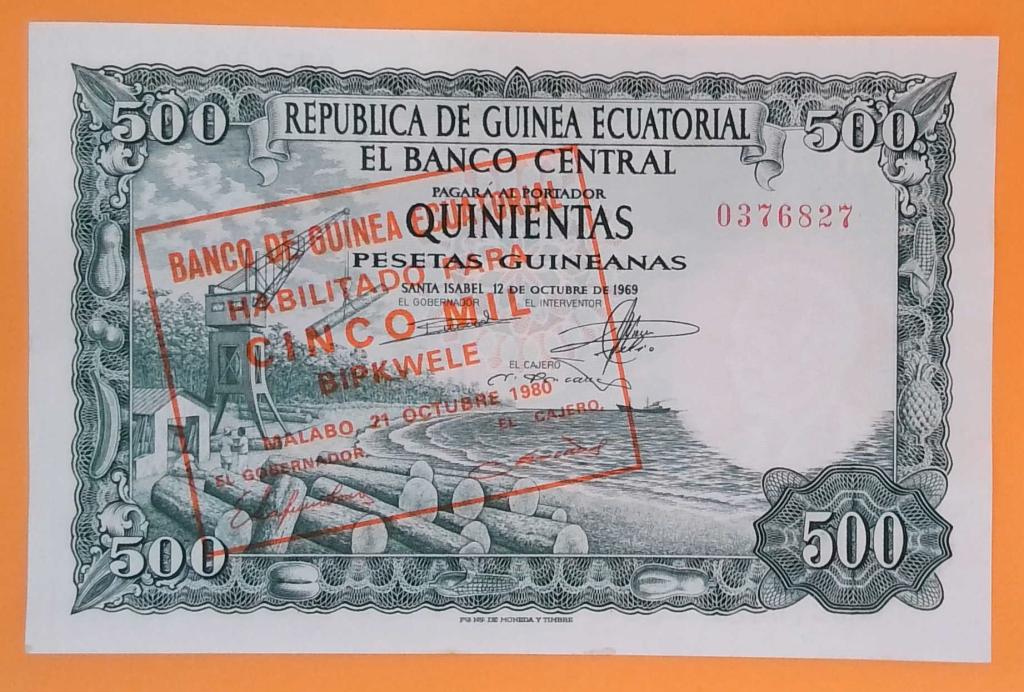 500
500
REPUBLICA DE GUINEA ECUATORIAL
EL BANCO CENTRAL
PAGARÁ AL PORTADOR
QUINIENTAS
0376827
PESETAS GUINEANAS
SANTA ISABEL 12 DE OCTUBRE DE 1969
EL GOBERNADOR EL INTERVENTOR
EL CAJERO
BANCO DE GUINEA ECUATORIAL
HABILITADO PARA
CINCO MIL
BIPKWELE
MALABO, 21 OCTUBRE 1980
EL GOBERNADOR. EL CAJERO,
500
500
DE MONEDA Y TIMBRE